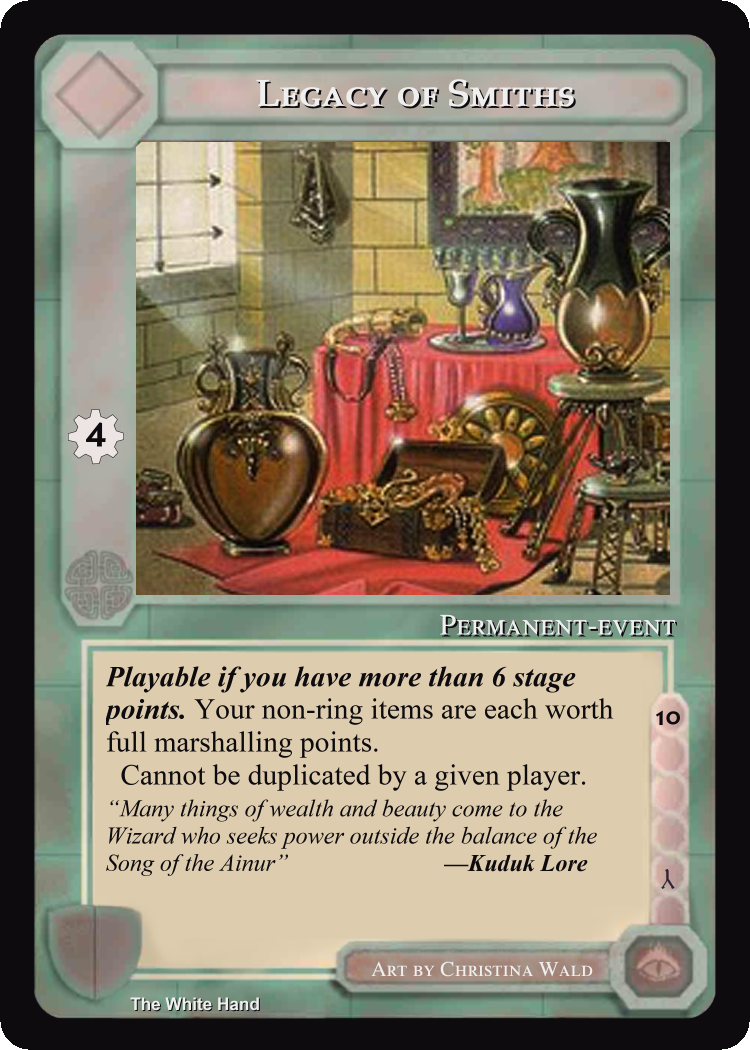 Legacy of Smiths
4
Permanent-event
Playable if you have more than 6 stage
points. Your non-ring items are each worth
full marshalling points.
Cannot be duplicated by a given player.
“Many things of wealth and beauty come to the
Wizard who seeks power outside the balance of the
Song of the Ainur” —Kuduk Lore
10
Art by Christina Wald
The White Hand